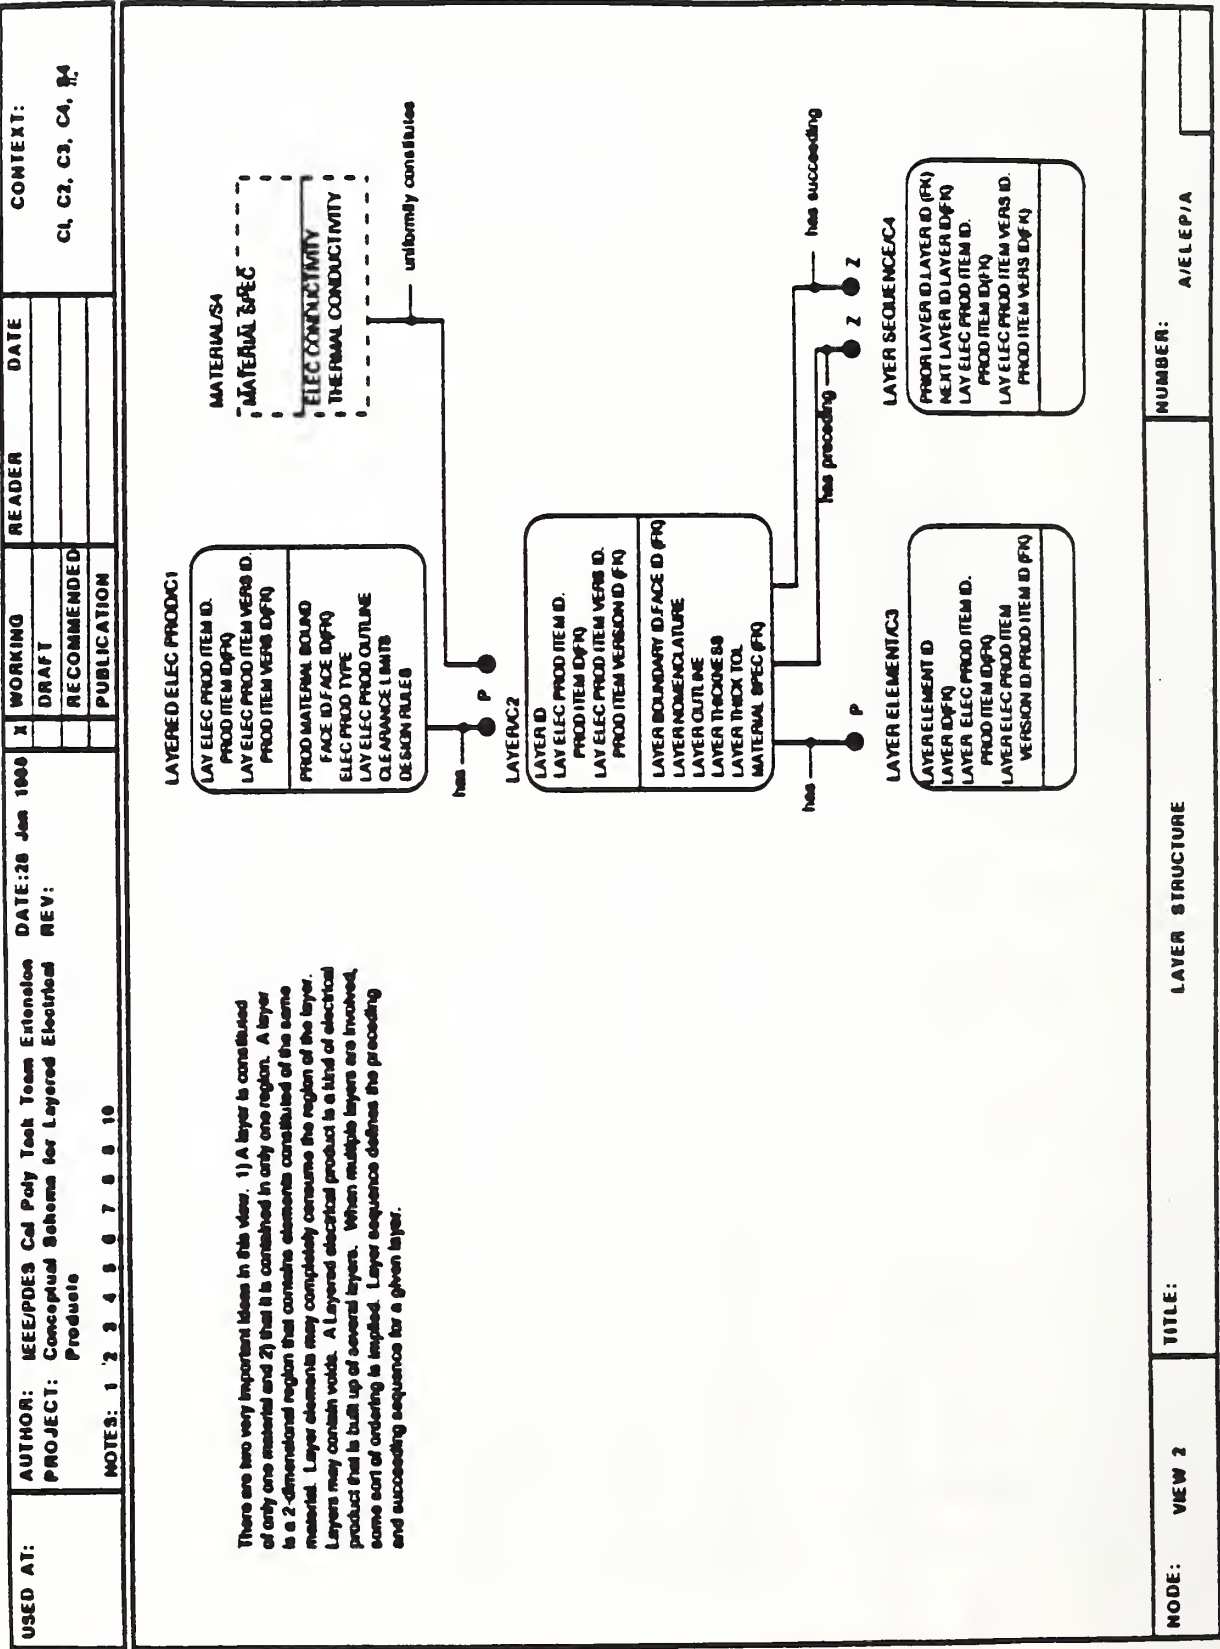 USED AT:
AUTHOR: IEEE/PDES Cal Poly Task Team Extension
DATE:28 Jan 1988
PROJECT: Conceptual Schema for Layered Electrical
REV:
Products
NOTES: 1 2 3 4 5 6 7 8 9 10
X WORKING
DRAFT
RECOMMENDED
PUBLICATION
READER DATE
CONTEXT:
C1, C2, C3, C4,
There are two very important ideas in this view. 1) A layer is constituted
of only one material and 2) that it is contained in only one region. A layer
is a 2-dimensional region that contains elements constituted of the same
material. Layer elements may completely consume the region of the layer.
Layers may contain voids. A Layered electrical product is a kind of electrical
product that is built up of several layers. When multiple layers are involved,
some sort of ordering is implied. Layer sequence defines the preceding
and succeeding sequence for a given layer.
LAYERED ELEC PROD/C1
LAY ELEC PROD ITEM ID.
PROD ITEM ID(FK)
LAY ELEC PROD ITEM VERS ID.
PROD ITEM VERS ID(FK)
PROD MATERIAL BOUND
FACE ID.FACE ID(FK)
ELEC PROD TYPE
LAY ELEC PROD OUTLINE
CLEARANCE LIMITS
DESIGN RULES
MATERIAL/S4
MATERIAL SPEC
ELEC CONDUCTIVITY
THERMAL CONDUCTIVITY
has
P
uniformly constitutes
LAYER/C2
LAYER ID
LAY ELEC PROD ITEM ID.
PROD ITEM ID(FK)
LAY ELEC PROD ITEM VERS ID.
PROD ITEM VERSION ID (FK)
LAYER BOUNDARY ID.FACE ID (FK)
LAYER NOMENCLATURE
LAYER OUTLINE
LAYER THICKNESS
LAYER THICK TOL
MATERIAL SPEC (FK)
has
P
has preceding
Z
has succeeding
Z
LAYER ELEMENT/C3
LAYER ELEMENT ID
LAYER ID(FK)
LAYER ELEC PROD ITEM ID.
PROD ITEM ID(FK)
LAYER ELEC PROD ITEM
VERSION ID.PROD ITEM ID (FK)
LAYER SEQUENCE/C4
PRIOR LAYER ID.LAYER ID (FK)
NEXT LAYER ID LAYER ID(FK)
LAY ELEC PROD ITEM ID.
PROD ITEM ID(FK)
LAY ELEC PROD ITEM VERS ID.
PROD ITEM VERS ID(FK)
NODE: VIEW 2
TITLE: LAYER STRUCTURE
NUMBER: A/ELEP/A